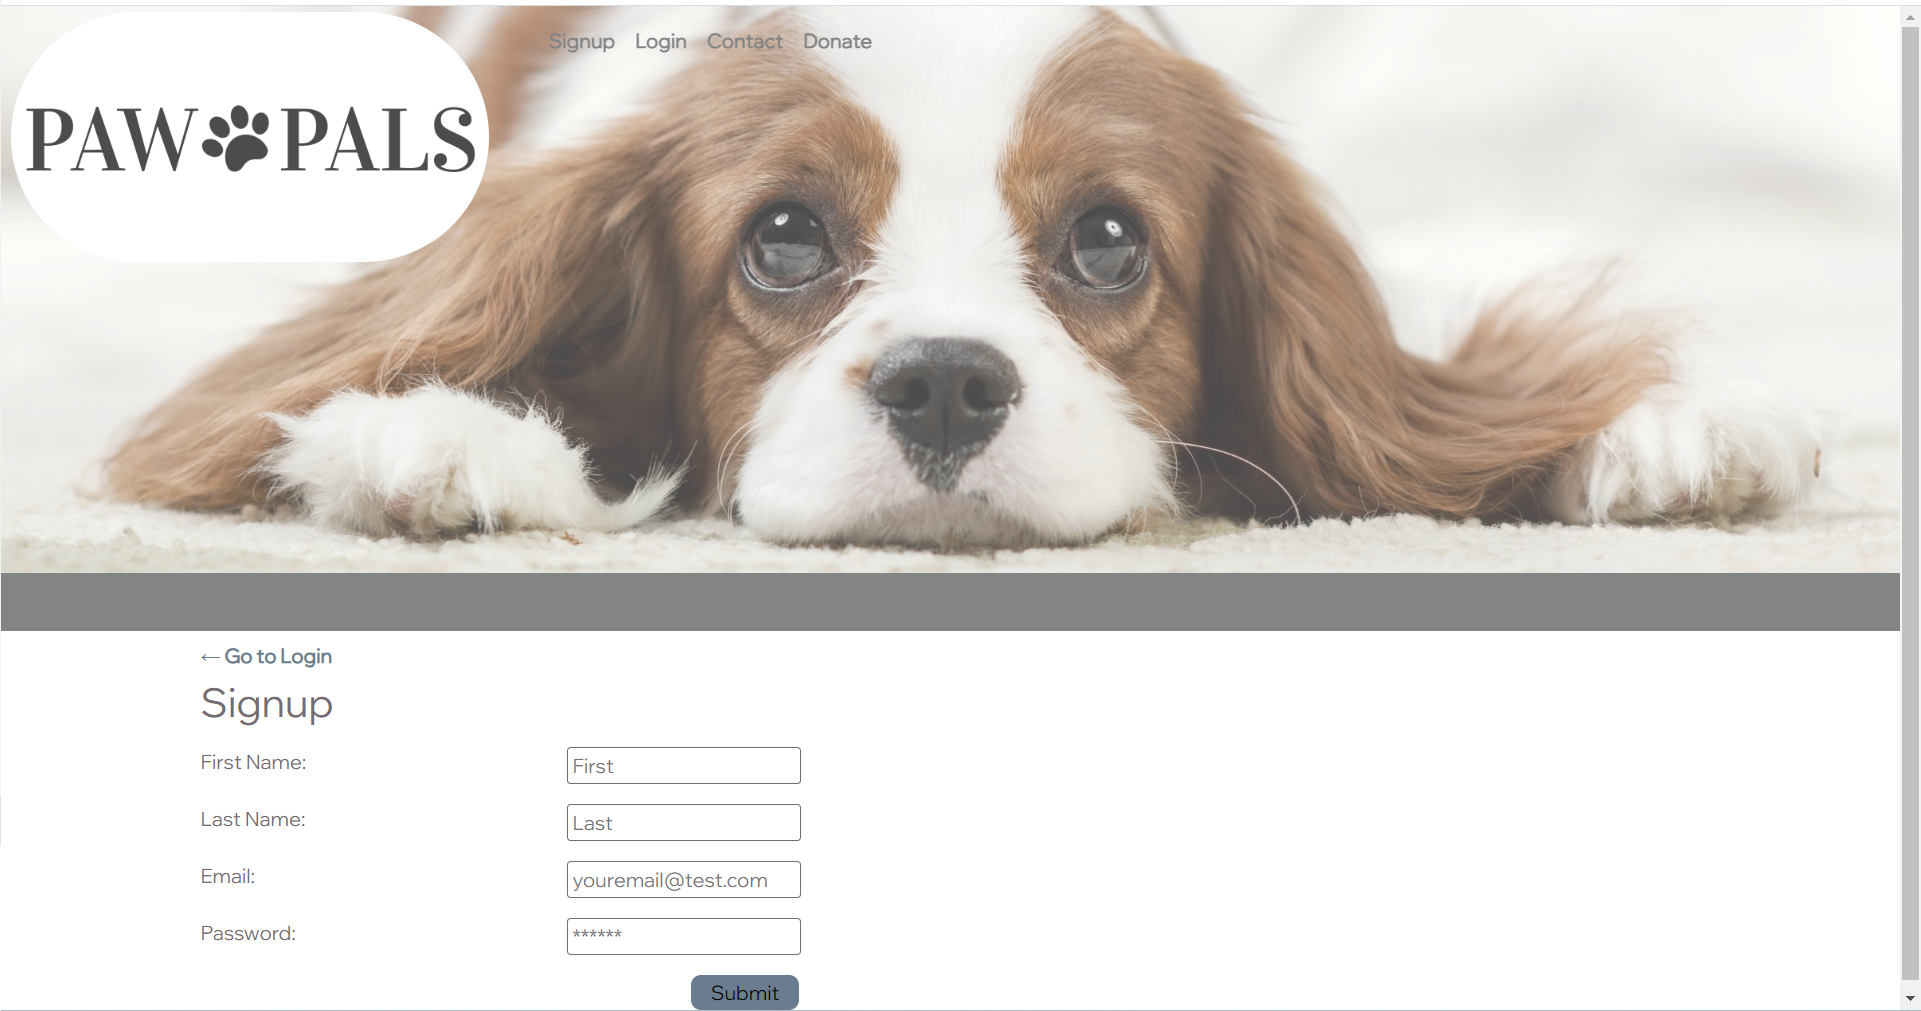 Signup Login Contact Donate
PAW PALS
← Go to Login
Signup
First Name:
First
Last Name:
Last
Email:
youremail@test.com
Password:
******
Submit